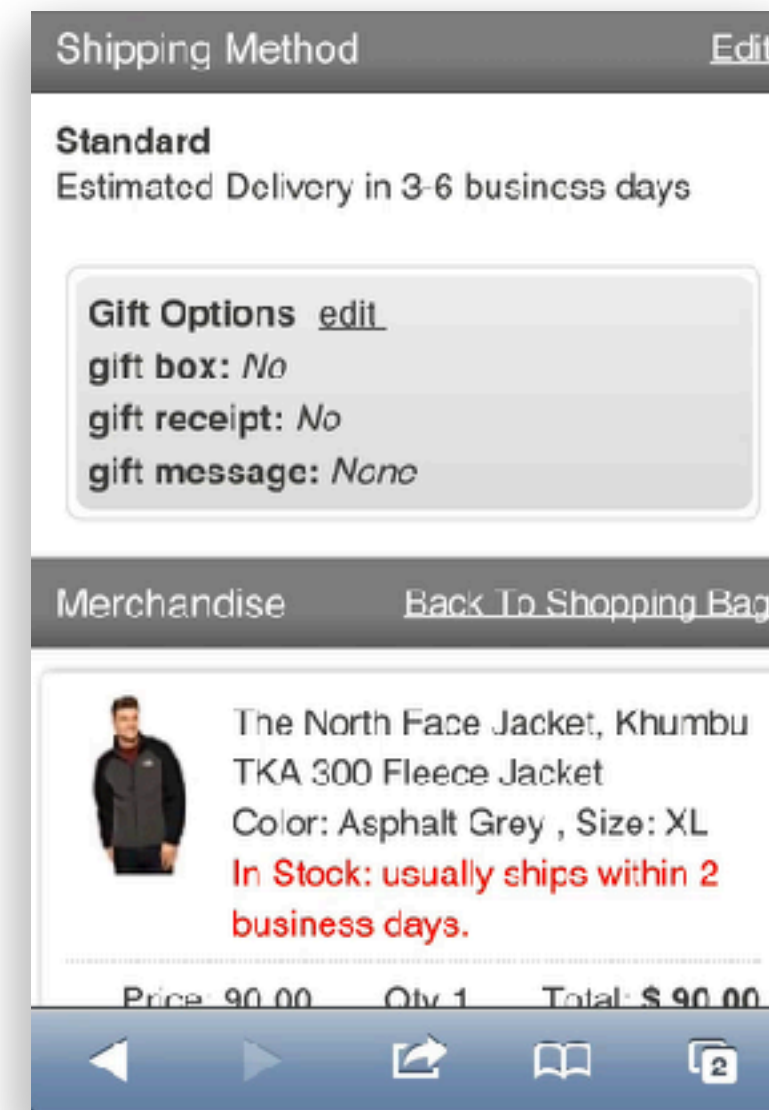 Shipping Method Edit
Standard
Estimated Delivery in 3-6 business days
Gift Options edit
gift box: No
gift receipt: No
gift message: None
Merchandise Back To Shopping Bag
The North Face Jacket, Khumbu
TKA 300 Fleece Jacket
Color: Asphalt Grey , Size: XL
In Stock: usually ships within 2
business days.
Price: 90.00 Qty 1 Total: $ 90.00
2